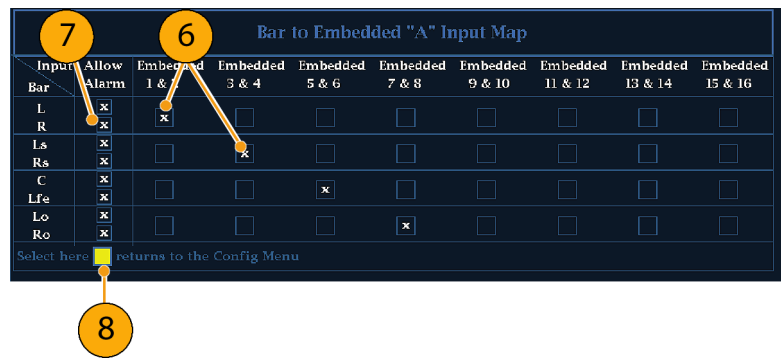 7
6
Bar to Embedded "A" Input Map
Input Allow Embedded Embedded Embedded Embedded Embedded Embedded Embedded Embedded
Bar Alarm 1 & 2 3 & 4 5 & 6 7 & 8 9 & 10 11 & 12 13 & 14 15 & 16
L x
x
R x
Ls x
x
Rs x
C x
x
Lfe x
Lo x
x
Ro x
Select here returns to the Config Menu
8